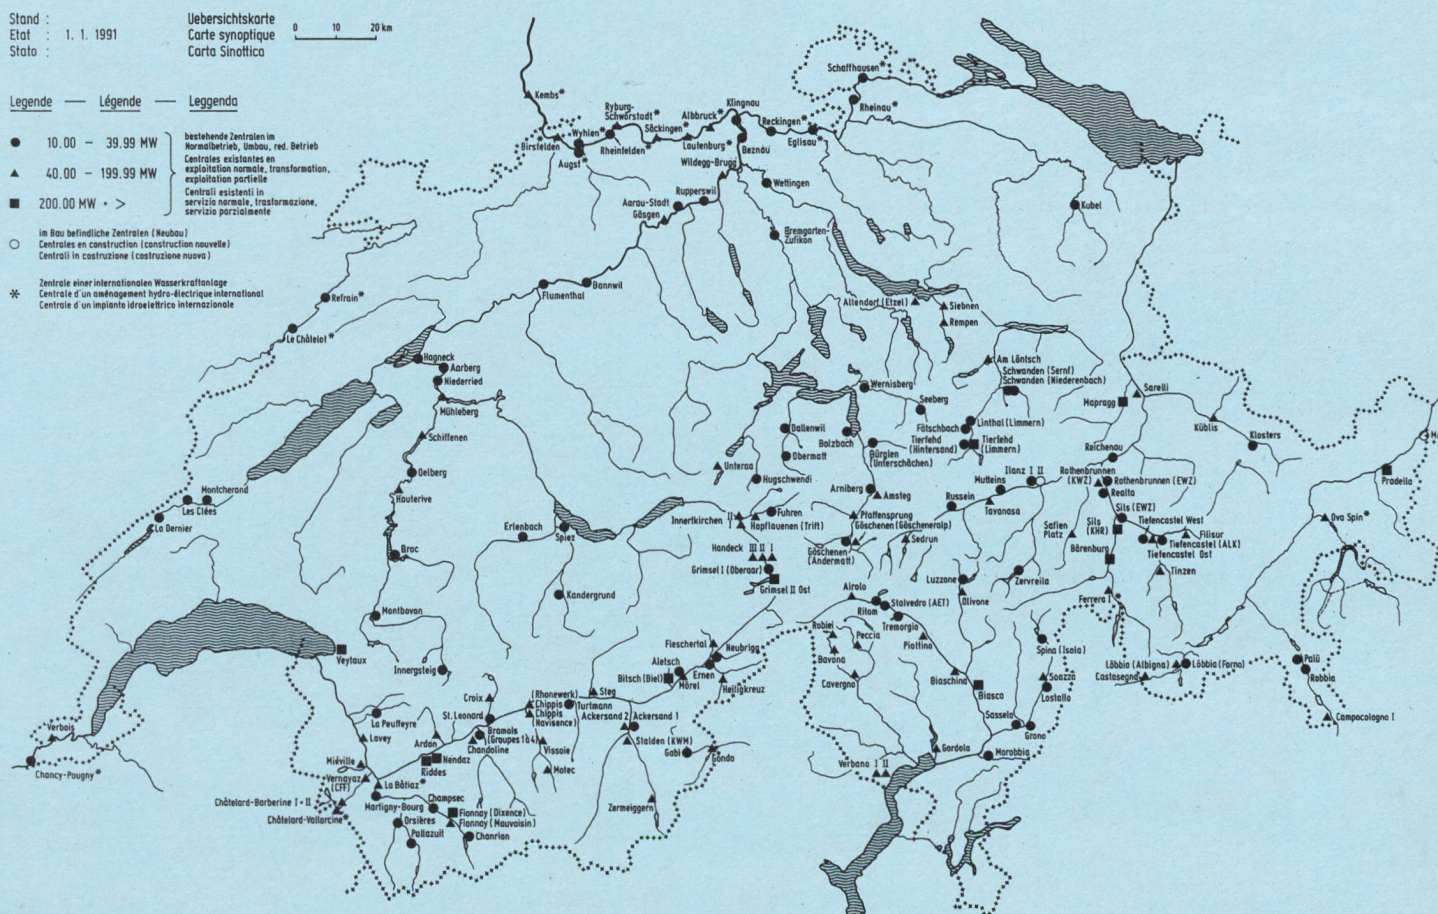 Stand :
Etat : 1. 1. 1991
Stato :
Uebersichtskarte
Carte synoptique
Carta Sinottica
0 10 20 km
Legende — Légende — Leggenda
● 10.00 – 39.99 MW
▲ 40.00 – 199.99 MW
■ 200.00 MW + >
bestehende Zentralen im
Normalbetrieb, Umbau, red. Betrieb
Centrales existantes en
exploitation normale, transformation,
exploitation partielle
Centrali esistenti in
servizio normale, trasformazione,
servizio parzialmente
im Bau befindliche Zentralen (Neubau)
○ Centrales en construction (construction nouvelle)
Centrali in costruzione (costruzione nuova)
Zentrale einer internationalen Wasserkraftanlage
* Centrale d'un aménagement hydro-électrique international
Centrale d'un impianto idroelettrico internazionale
Kembs*
Birsfelden
Wyhlen*
Augst*
Ryburg-
Schwörstadt*
Rheinfelden*
Säckingen*
Laufenburg*
Albbruck*
Klingnau
Beznau
Reckingen*
Eglisau*
Schaffhausen*
Rheinau*
Wildegg-Brugg
Wettingen
Rupperswil
Aarau-Stadt
Gösgen
Bremgarten-
Zufikon
Kubel
Bannwil
Flumenthal
Refrain*
Le Châtelot*
Altendorf (Etzel)
Siebnen
Rempen
Hagneck
Aarberg
Niederried
Mühleberg
Schiffenen
Oelberg
Hauterive
Broc
Montbovon
Innergsteig
Montcherand
Les Clées
La Dernier
Am Löntsch
Schwanden (Sernf)
Schwanden (Niederenbach)
Wernisberg
Seeberg
Fätschbach
Linthal (Limmern)
Tierfehd
(Hintersand)
Tierfehd
(Limmern)
Sarelli
Mapragg
Küblis
Klosters
Dallenwil
Obermatt
Bolzbach
Bürglen
(Unterschächen)
Unteraa
Hugschwendi
Arniberg
Amsteg
Pfaffensprung
Göschenen (Göscheneralp)
Göschenen
(Andermatt)
Sedrun
Russein
Mutteins
Tavanasa
Ilanz I II
Reichenau
Rothenbrunnen
(KWZ)
Rothenbrunnen (EWZ)
Realta
Sils (EWZ)
Sils
(KHR)
Safien
Platz
Bärenburg
Tiefencastel West
Tiefencastel (ALK)
Tiefencastel Ost
Filisur
Tinzen
Ova Spin*
Pradella
Innertkirchen II
I
Fuhren
Hopflauenen (Trift)
Handeck III II I
Grimsel I (Oberaar)
Grimsel II Ost
Erlenbach
Spiez
Kandergrund
Zervreila
Luzzone
Olivone
Ferrera I*
Airolo
Ritom
Stalvedro (AET)
Tremorgio
Piottino
Robiei
Peccia
Bavona
Cavergno
Biaschina
Biasca
Spina (Isola)
Soazza
Lostallo
Sassello
Grono
Morobbia
Gordola
Verbano I II
Löbbia (Albigna)
Löbbia (Forno)
Castasegna
Palü
Robbia
Campocologno I
Fieschertal
Neubrigg
Aletsch
Ernen
Bitsch (Biel)
Mörel
Heiligkreuz
Veytaux
Steg
(Rhonewerk)
Chippis
Chippis
(Navisence)
Turtmann
Croix
St. Leonard
Bramois
(Groupes 1 à 4)
Chandoline
Vissoie
Motec
Ackersand 2
Ackersand 1
Stalden (KWM)
Gabi
Gondo
Zermeiggern
La Peuffeyre
Lavey
Ardon
Nendaz
Riddes
Miéville
Vernayaz
(CFF)
La Bâtiaz*
Châtelard-Barberine I + II
Châtelard-Vallorcine*
Martigny-Bourg
Champsec
Fionnay (Dixence)
Fionnay (Mauvoisin)
Orsières
Pallazuit
Chanrion
Verbois
Chancy-Pougny*